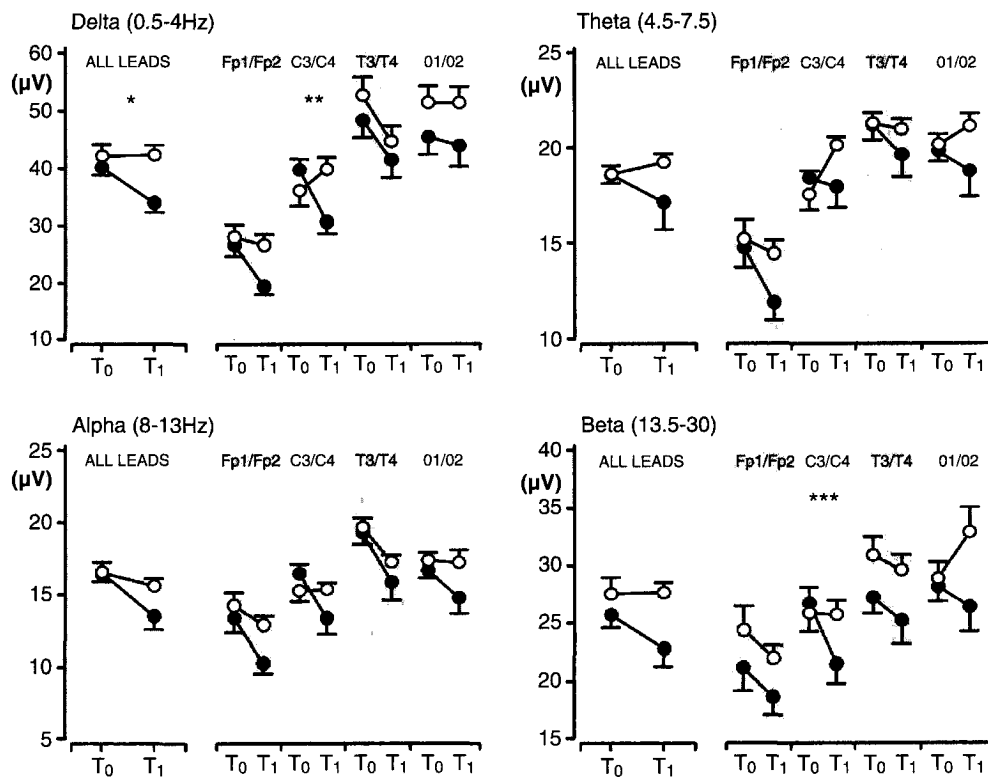 Delta (0.5-4Hz)
60
(µV)
50
40
30
20
10
ALL LEADS
Fp1/Fp2
C3/C4
T3/T4
01/02
*
**
T0 T1
T0 T1 T0 T1 T0 T1 T0 T1
Theta (4.5-7.5)
25
(µV)
20
15
10
ALL LEADS
Fp1/Fp2
C3/C4
T3/T4
01/02
T0 T1
T0 T1 T0 T1 T0 T1 T0 T1
Alpha (8-13Hz)
25
(µV)
20
15
10
5
ALL LEADS
Fp1/Fp2
C3/C4
T3/T4
01/02
T0 T1
T0 T1 T0 T1 T0 T1 T0 T1
Beta (13.5-30)
40
(µV)
35
30
25
20
15
ALL LEADS
Fp1/Fp2
C3/C4
T3/T4
01/02
***
T0 T1
T0 T1 T0 T1 T0 T1 T0 T1